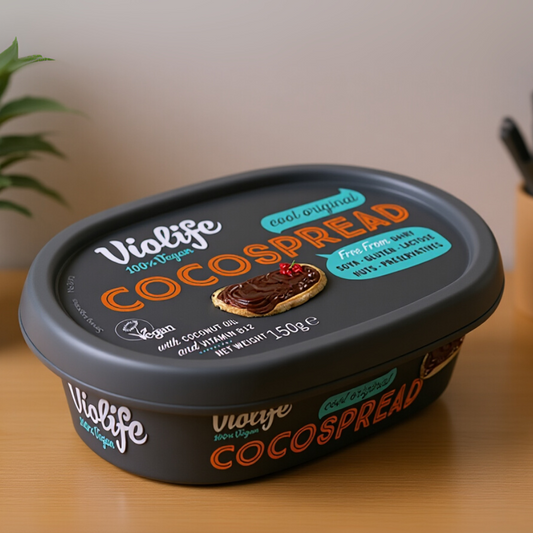 Violife
100% Vegan
cool original
COCOSPREAD
Free From DAIRY
SOYA · GLUTEN · LACTOSE
NUTS · PRESERVATIVES
Vegan
with COCONUT OIL
and VITAMIN B12
NET WEIGHT 150g e
Violife
100% Vegan
Violife
100% Vegan
cool original
COCOSPREAD